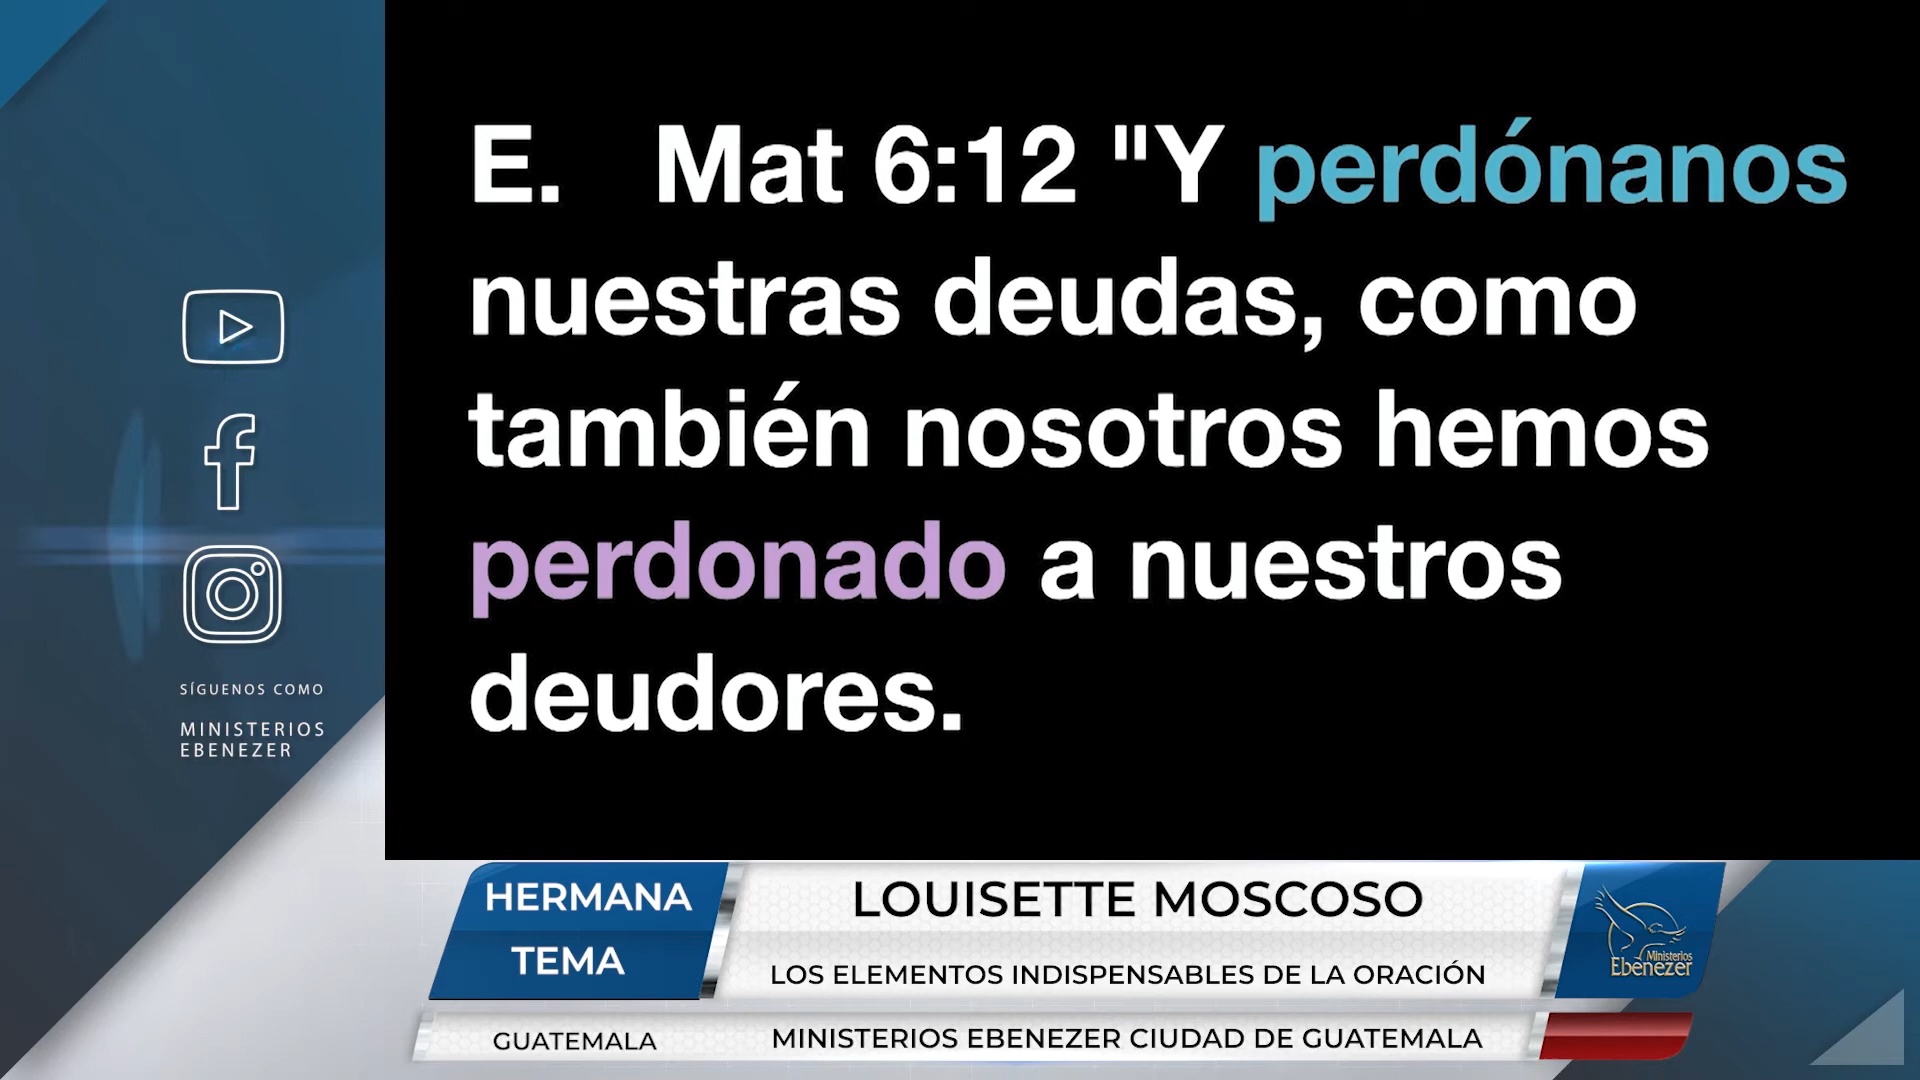 E. Mat 6:12 "Y perdónanos
nuestras deudas, como
también nosotros hemos
perdonado a nuestros
deudores.
SÍGUENOS COMO
MINISTERIOS
EBENEZER
HERMANA
LOUISETTE MOSCOSO
TEMA
LOS ELEMENTOS INDISPENSABLES DE LA ORACIÓN
Ministerios
Ebenezer
GUATEMALA
MINISTERIOS EBENEZER CIUDAD DE GUATEMALA